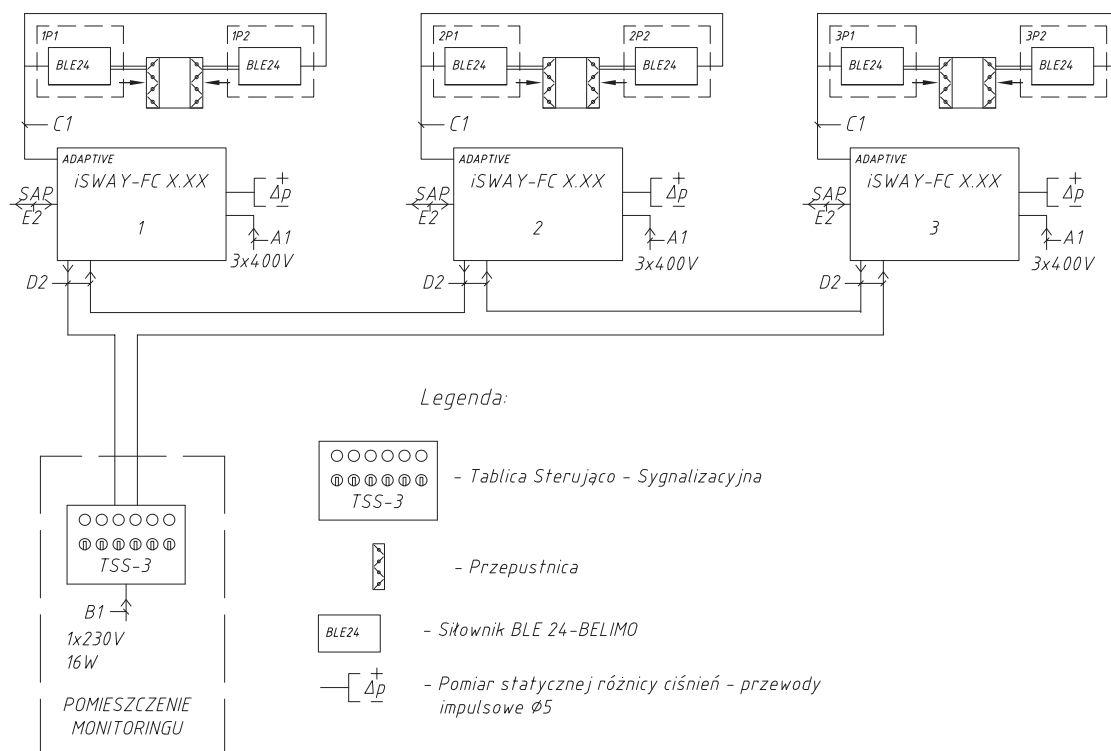 1P1
1P2
2P1
2P2
3P1
3P2
BLE24
BLE24
BLE24
BLE24
BLE24
BLE24
C1
C1
C1
ADAPTIVE
iSWAY-FC X.XX
1
ADAPTIVE
iSWAY-FC X.XX
2
ADAPTIVE
iSWAY-FC X.XX
3
SAP
E2
SAP
E2
SAP
E2
+
Δp
-
+
Δp
-
+
Δp
-
A1
3x400V
A1
3x400V
A1
3x400V
D2
D2
D2
Legenda:
TSS-3
- Tablica Sterująco - Sygnalizacyjna
- Przepustnica
BLE24
- Siłownik BLE 24-BELIMO
+
Δp
-
- Pomiar statycznej różnicy ciśnień - przewody
impulsowe Ø5
TSS-3
B1
1x230V
16W
POMIESZCZENIE
MONITORINGU